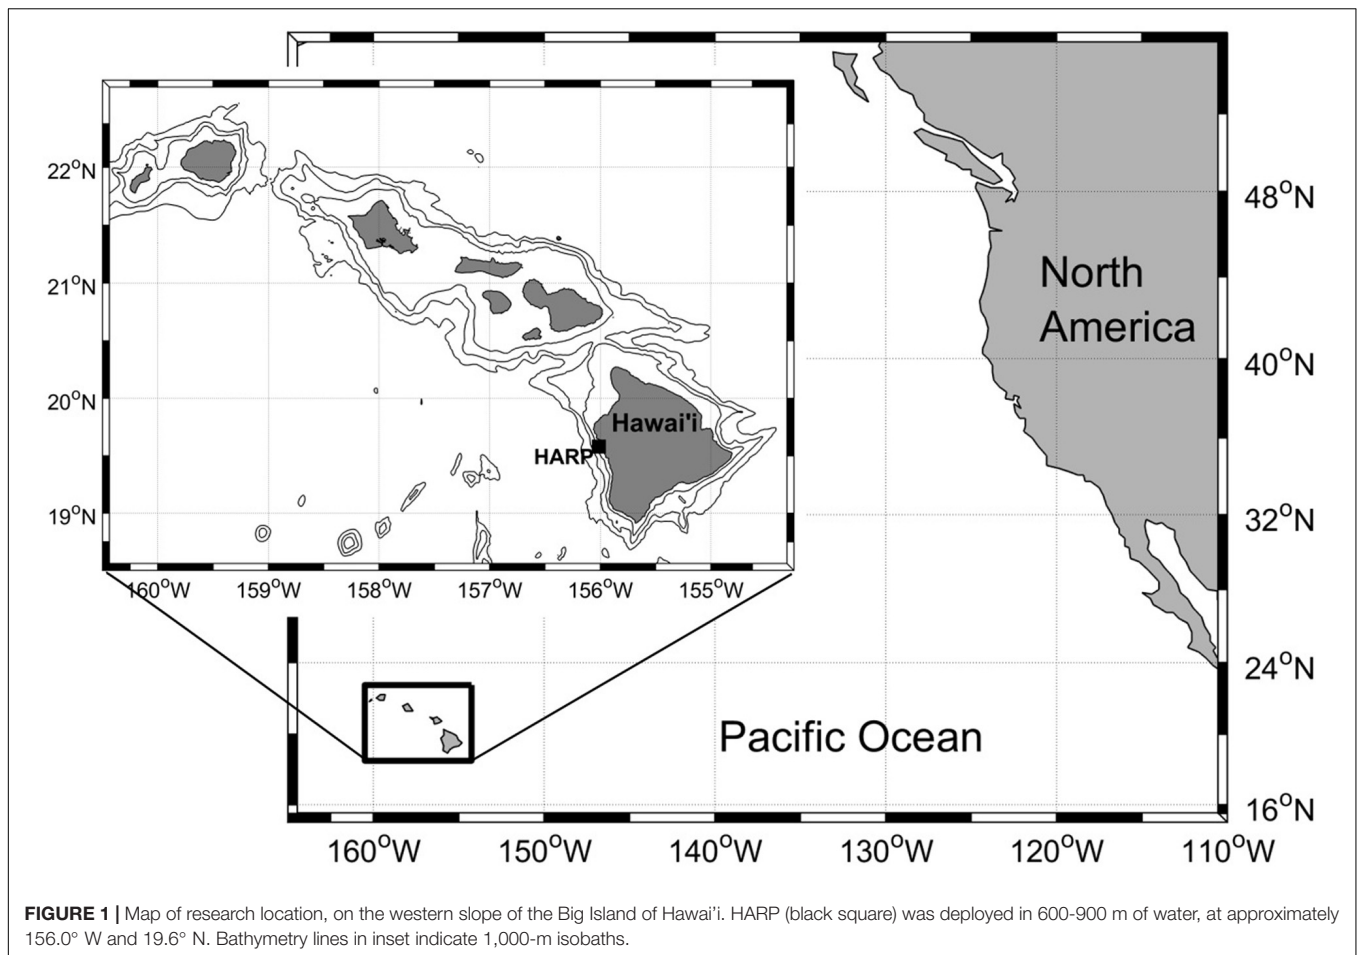 22°N
21°N
20°N
19°N
160°W
159°W
158°W
157°W
156°W
155°W
Hawai'i
HARP
North
America
Pacific Ocean
48°N
40°N
32°N
24°N
16°N
160°W
150°W
140°W
130°W
120°W
110°W
FIGURE 1 | Map of research location, on the western slope of the Big Island of Hawai'i. HARP (black square) was deployed in 600-900 m of water, at approximately
156.0° W and 19.6° N. Bathymetry lines in inset indicate 1,000-m isobaths.